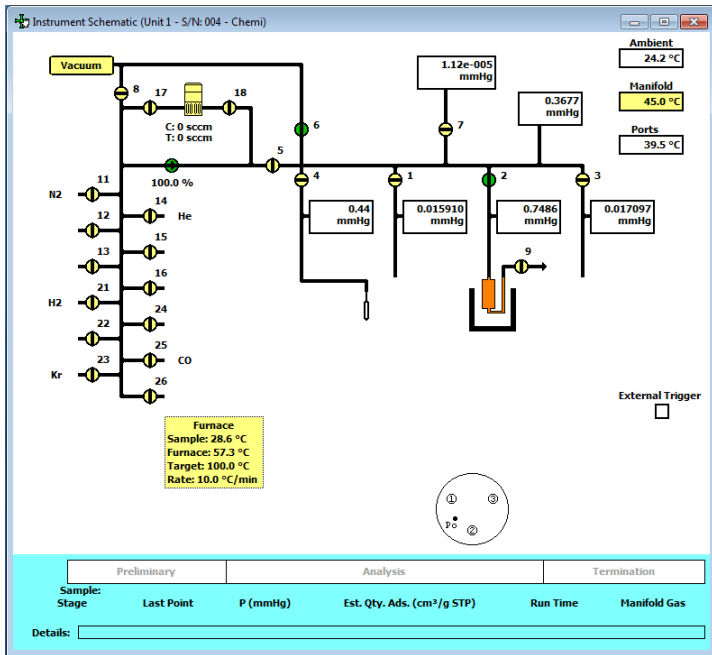 Instrument Schematic (Unit 1 - S/N: 004 - Chemi)
Vacuum
8
17
18
C: 0 sccm
T: 0 sccm
6
5
100.0 %
1.12e-005
mmHg
7
0.3677
mmHg
Ambient
24.2 °C
Manifold
45.0 °C
Ports
39.5 °C
4
1
2
3
0.44
mmHg
0.015910
mmHg
0.7486
mmHg
0.017097
mmHg
9
N2
11
12
13
H2
21
22
Kr
23
14
He
15
16
24
25
CO
26
Furnace
Sample: 28.6 °C
Furnace: 57.3 °C
Target: 100.0 °C
Rate: 10.0 °C/min
External Trigger
1
3
P
2
Preliminary
Analysis
Termination
Sample:
Stage
Last Point
P (mmHg)
Est. Qty. Ads. (cm³/g STP)
Run Time
Manifold Gas
Details: